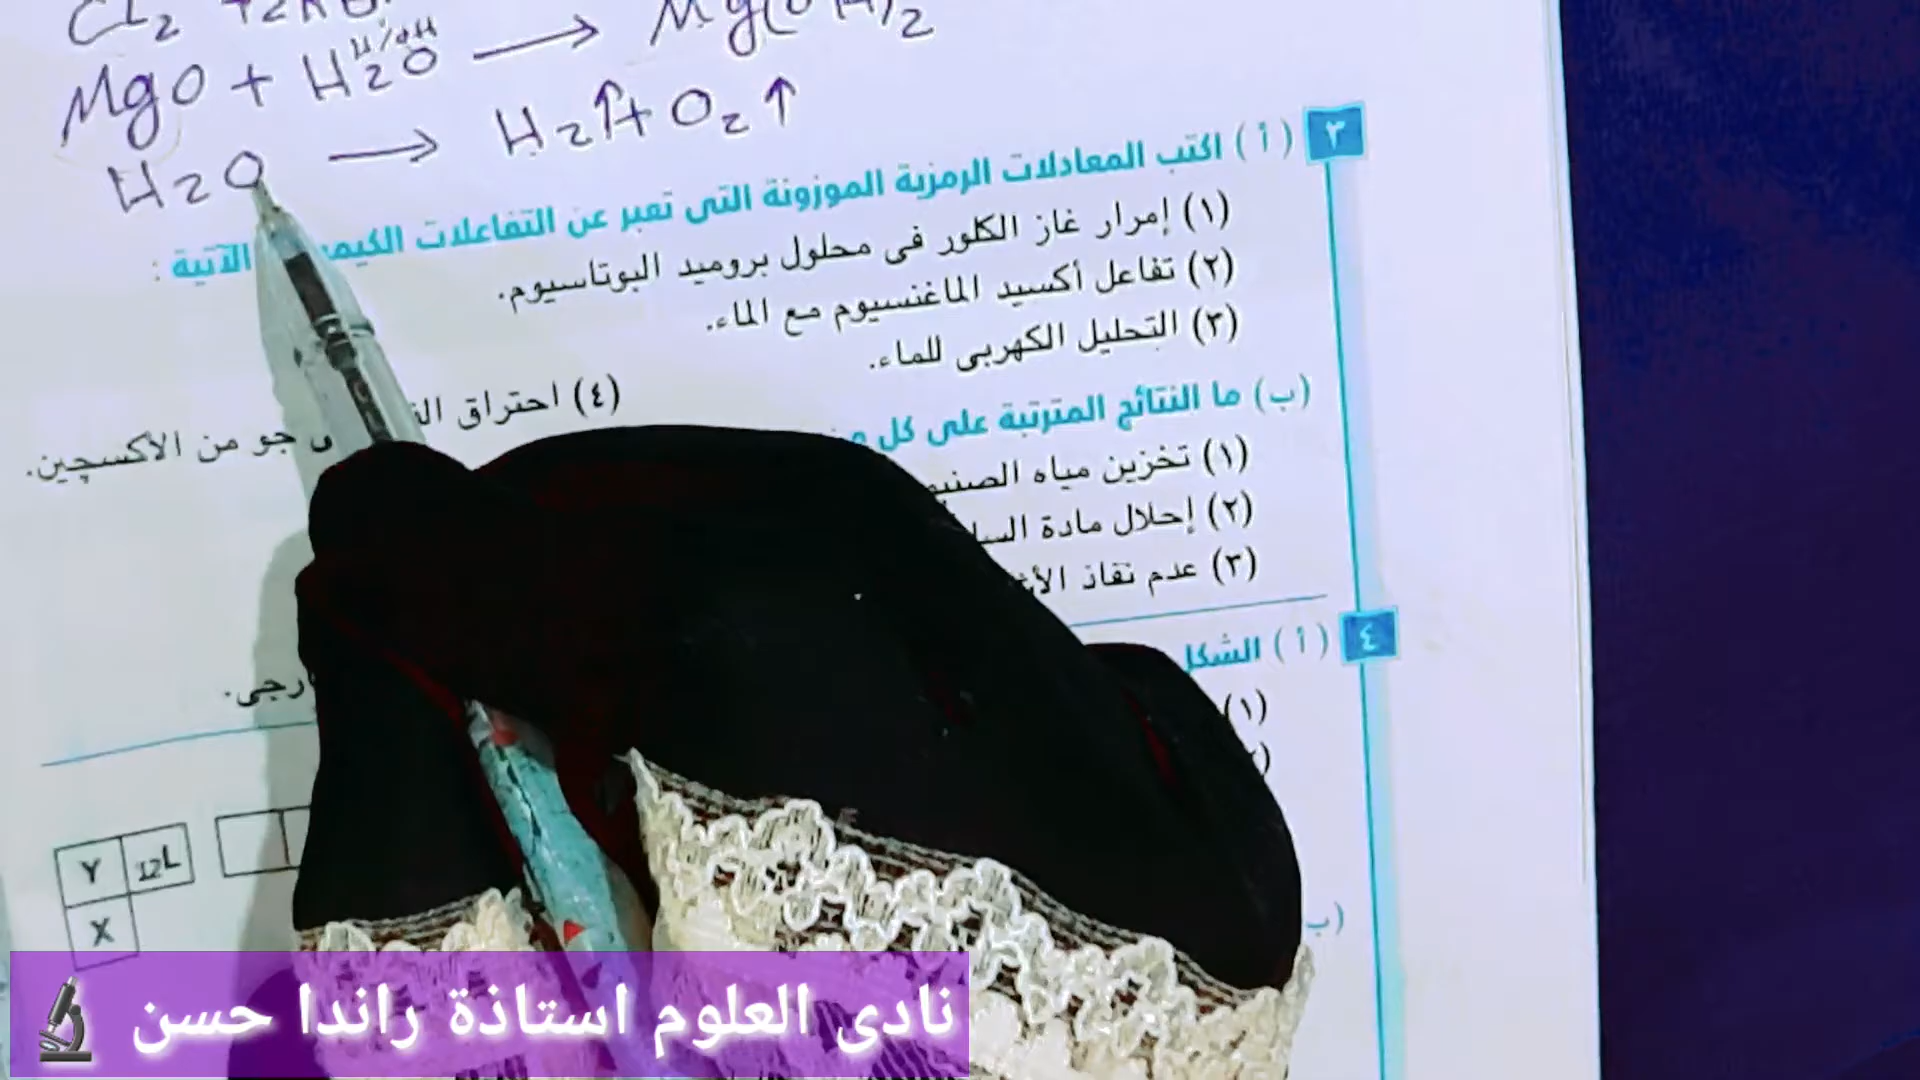 Cl2
MgO + H2O → Mg(OH)2
H/OH
H2O → H2↑ + O2↑
٣ (أ) اكتب المعادلات الرمزية الموزونة التى تعبر عن التفاعلات الآتية :
(١) إمرار غاز الكلور فى محلول بروميد البوتاسيوم.
(٢) تفاعل أكسيد الماغنسيوم مع الماء.
(٣) التحليل الكهربى للماء.
(٤) احتراق جو من الأكسچين.
(ب) ما النتائج المترتبة على كل
(١) تخزين مياه
(٢) إحلال مادة
(٣) عدم نفاذ
٤ (أ) الشكل
(١)
Y 12L
X
نادى العلوم استاذة راندا حسن